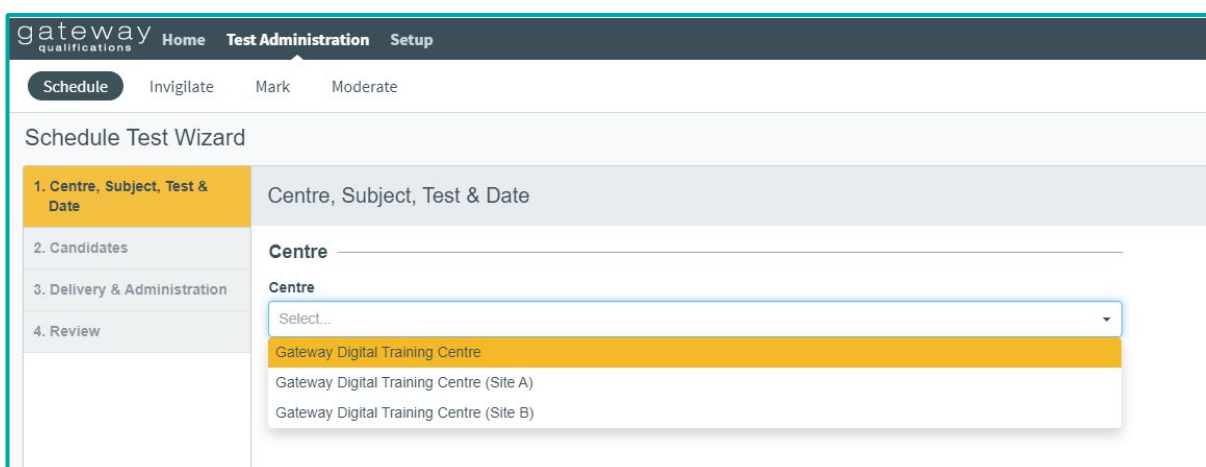 gateway
qualifications
Home Test Administration Setup
Schedule Invigilate Mark Moderate
Schedule Test Wizard
1. Centre, Subject, Test &
Date
2. Candidates
3. Delivery & Administration
4. Review
Centre, Subject, Test & Date
Centre
Centre
Select...
Gateway Digital Training Centre
Gateway Digital Training Centre (Site A)
Gateway Digital Training Centre (Site B)